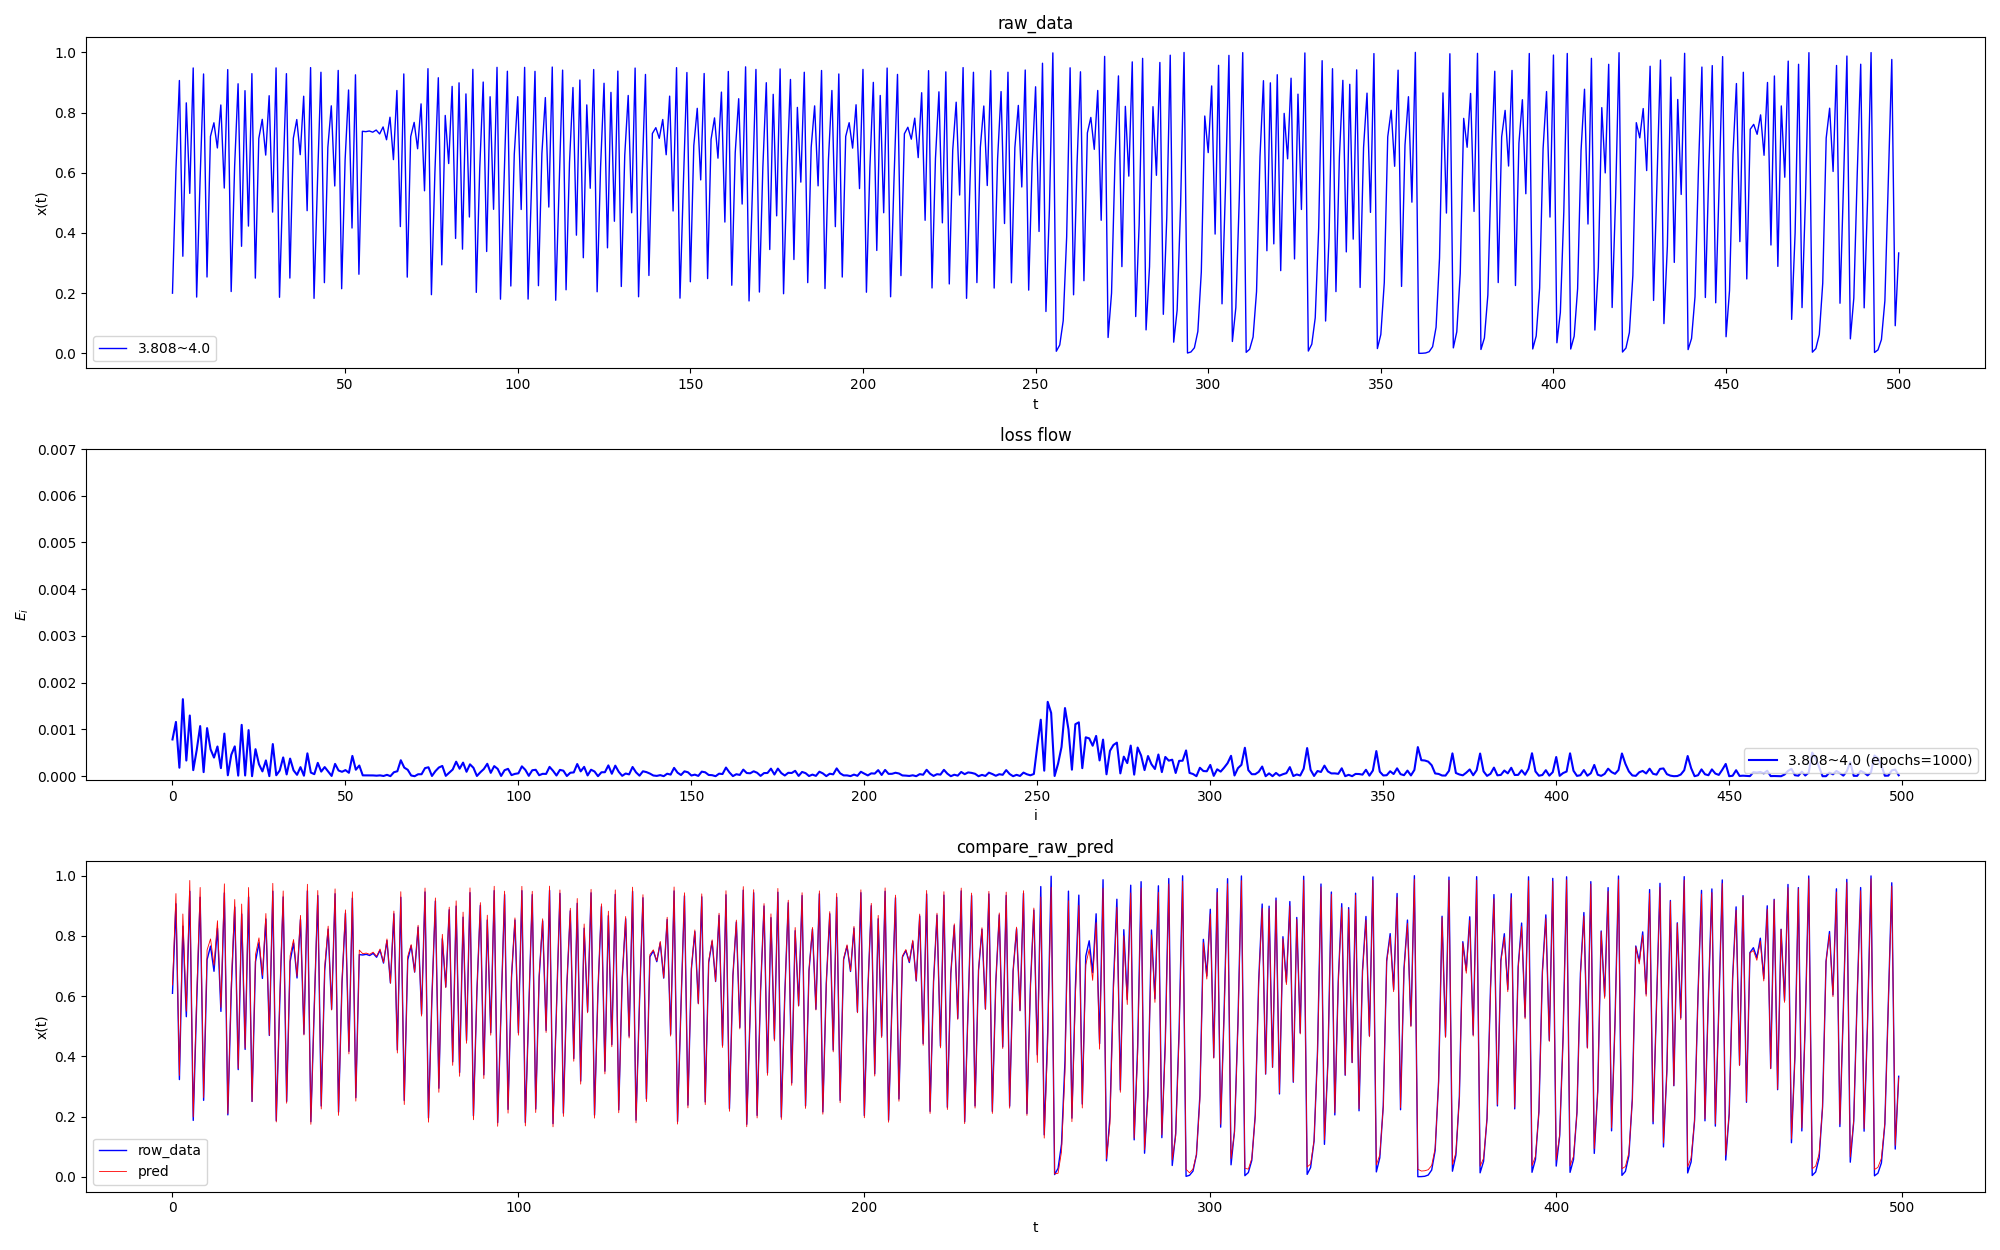 raw_data
1.0
0.8
0.6
0.4
0.2
0.0
x(t)
3.808~4.0
50 100 150 200 250 300 350 400 450 500
t
loss flow
0.007
0.006
0.005
0.004
0.003
0.002
0.001
0.000
E_i
3.808~4.0 (epochs=1000)
0 50 100 150 200 250 300 350 400 450 500
i
compare_raw_pred
1.0
0.8
0.6
0.4
0.2
0.0
x(t)
row_data
pred
0 100 200 300 400 500
t